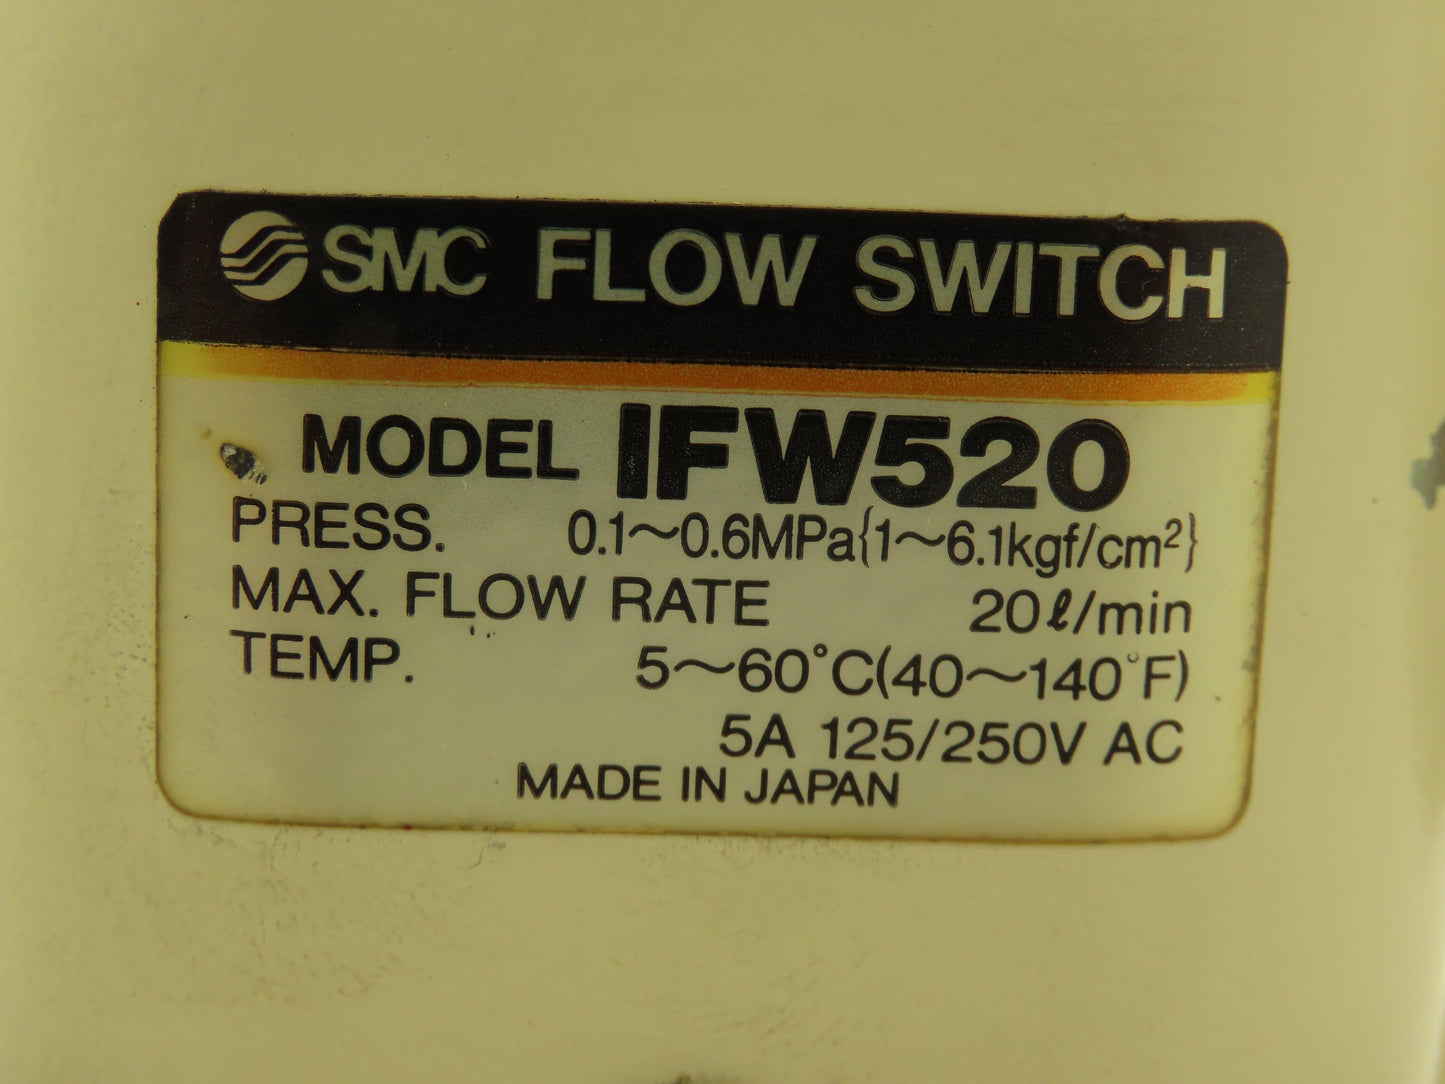 SMC FLOW SWITCH
MODEL IFW520
PRESS. 0.1~0.6MPa{1~6.1kgf/cm²}
MAX. FLOW RATE 20ℓ/min
TEMP. 5~60°C(40~140°F)
5A 125/250V AC
MADE IN JAPAN